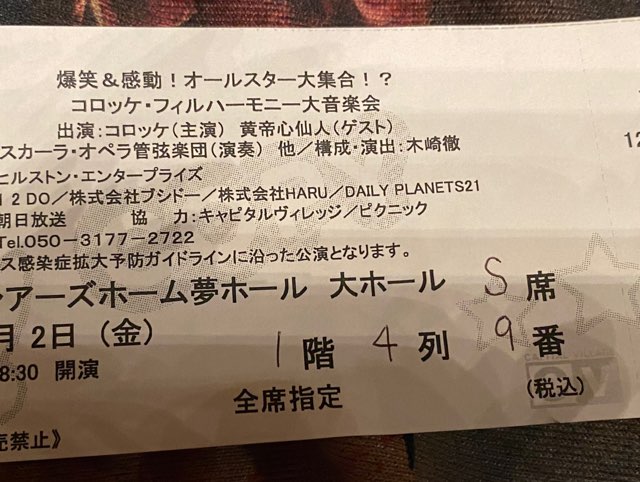 爆笑＆感動！オールスター大集合！？
コロッケ・フィルハーモニー大音楽会
出演：コロッケ（主演） 黄帝心仙人（ゲスト）
スカーラ・オペラ管弦楽団（演奏） 他／構成・演出：木崎徹
ヒルストン・エンタープライズ
12
I 2 DO／株式会社ブシドー／株式会社HARU／DAILY PLANETS21
朝日放送 協 力：キャピタルヴィレッジ／ピクニック
Tel.050－3177－2722
ス感染症拡大予防ガイドラインに沿った公演となります。
アーズホーム夢ホール 大ホール S 席
月 2日（金） 1 階 4 列 9 番
8:30 開演
全席指定 （税込）
売禁止》